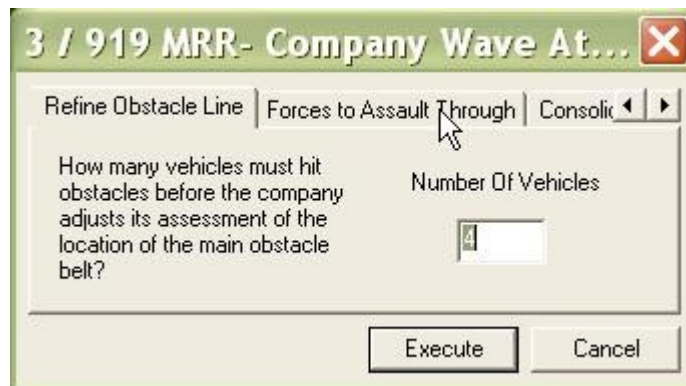 3 / 919 MRR- Company Wave At...
Refine Obstacle Line
Forces to Assault Through
Consolid
How many vehicles must hit
obstacles before the company
adjusts its assessment of the
location of the main obstacle
belt?
Number Of Vehicles
4
Execute
Cancel